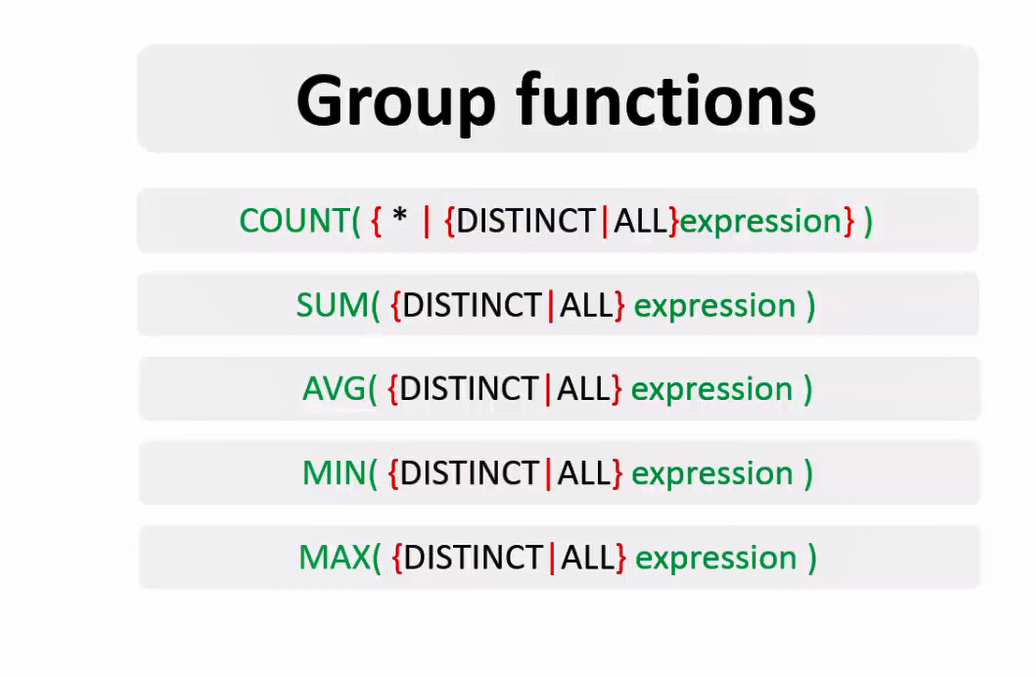 Group functions
COUNT( { * | {DISTINCT|ALL}expression} )
SUM( {DISTINCT|ALL} expression )
AVG( {DISTINCT|ALL} expression )
MIN( {DISTINCT|ALL} expression )
MAX( {DISTINCT|ALL} expression )